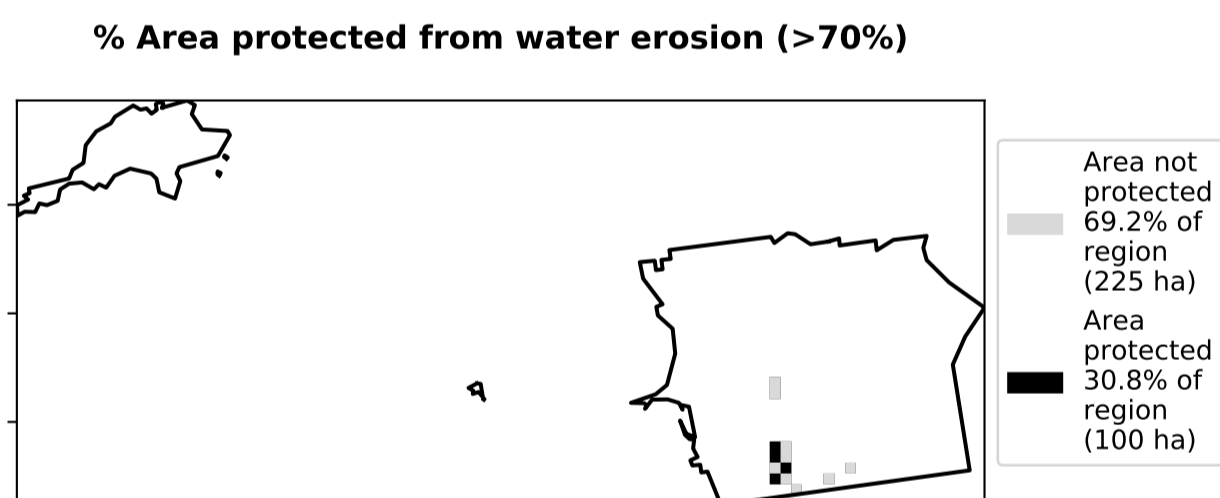 % Area protected from water erosion (>70%)
Area not
protected
69.2% of
region
(225 ha)
Area
protected
30.8% of
region
(100 ha)